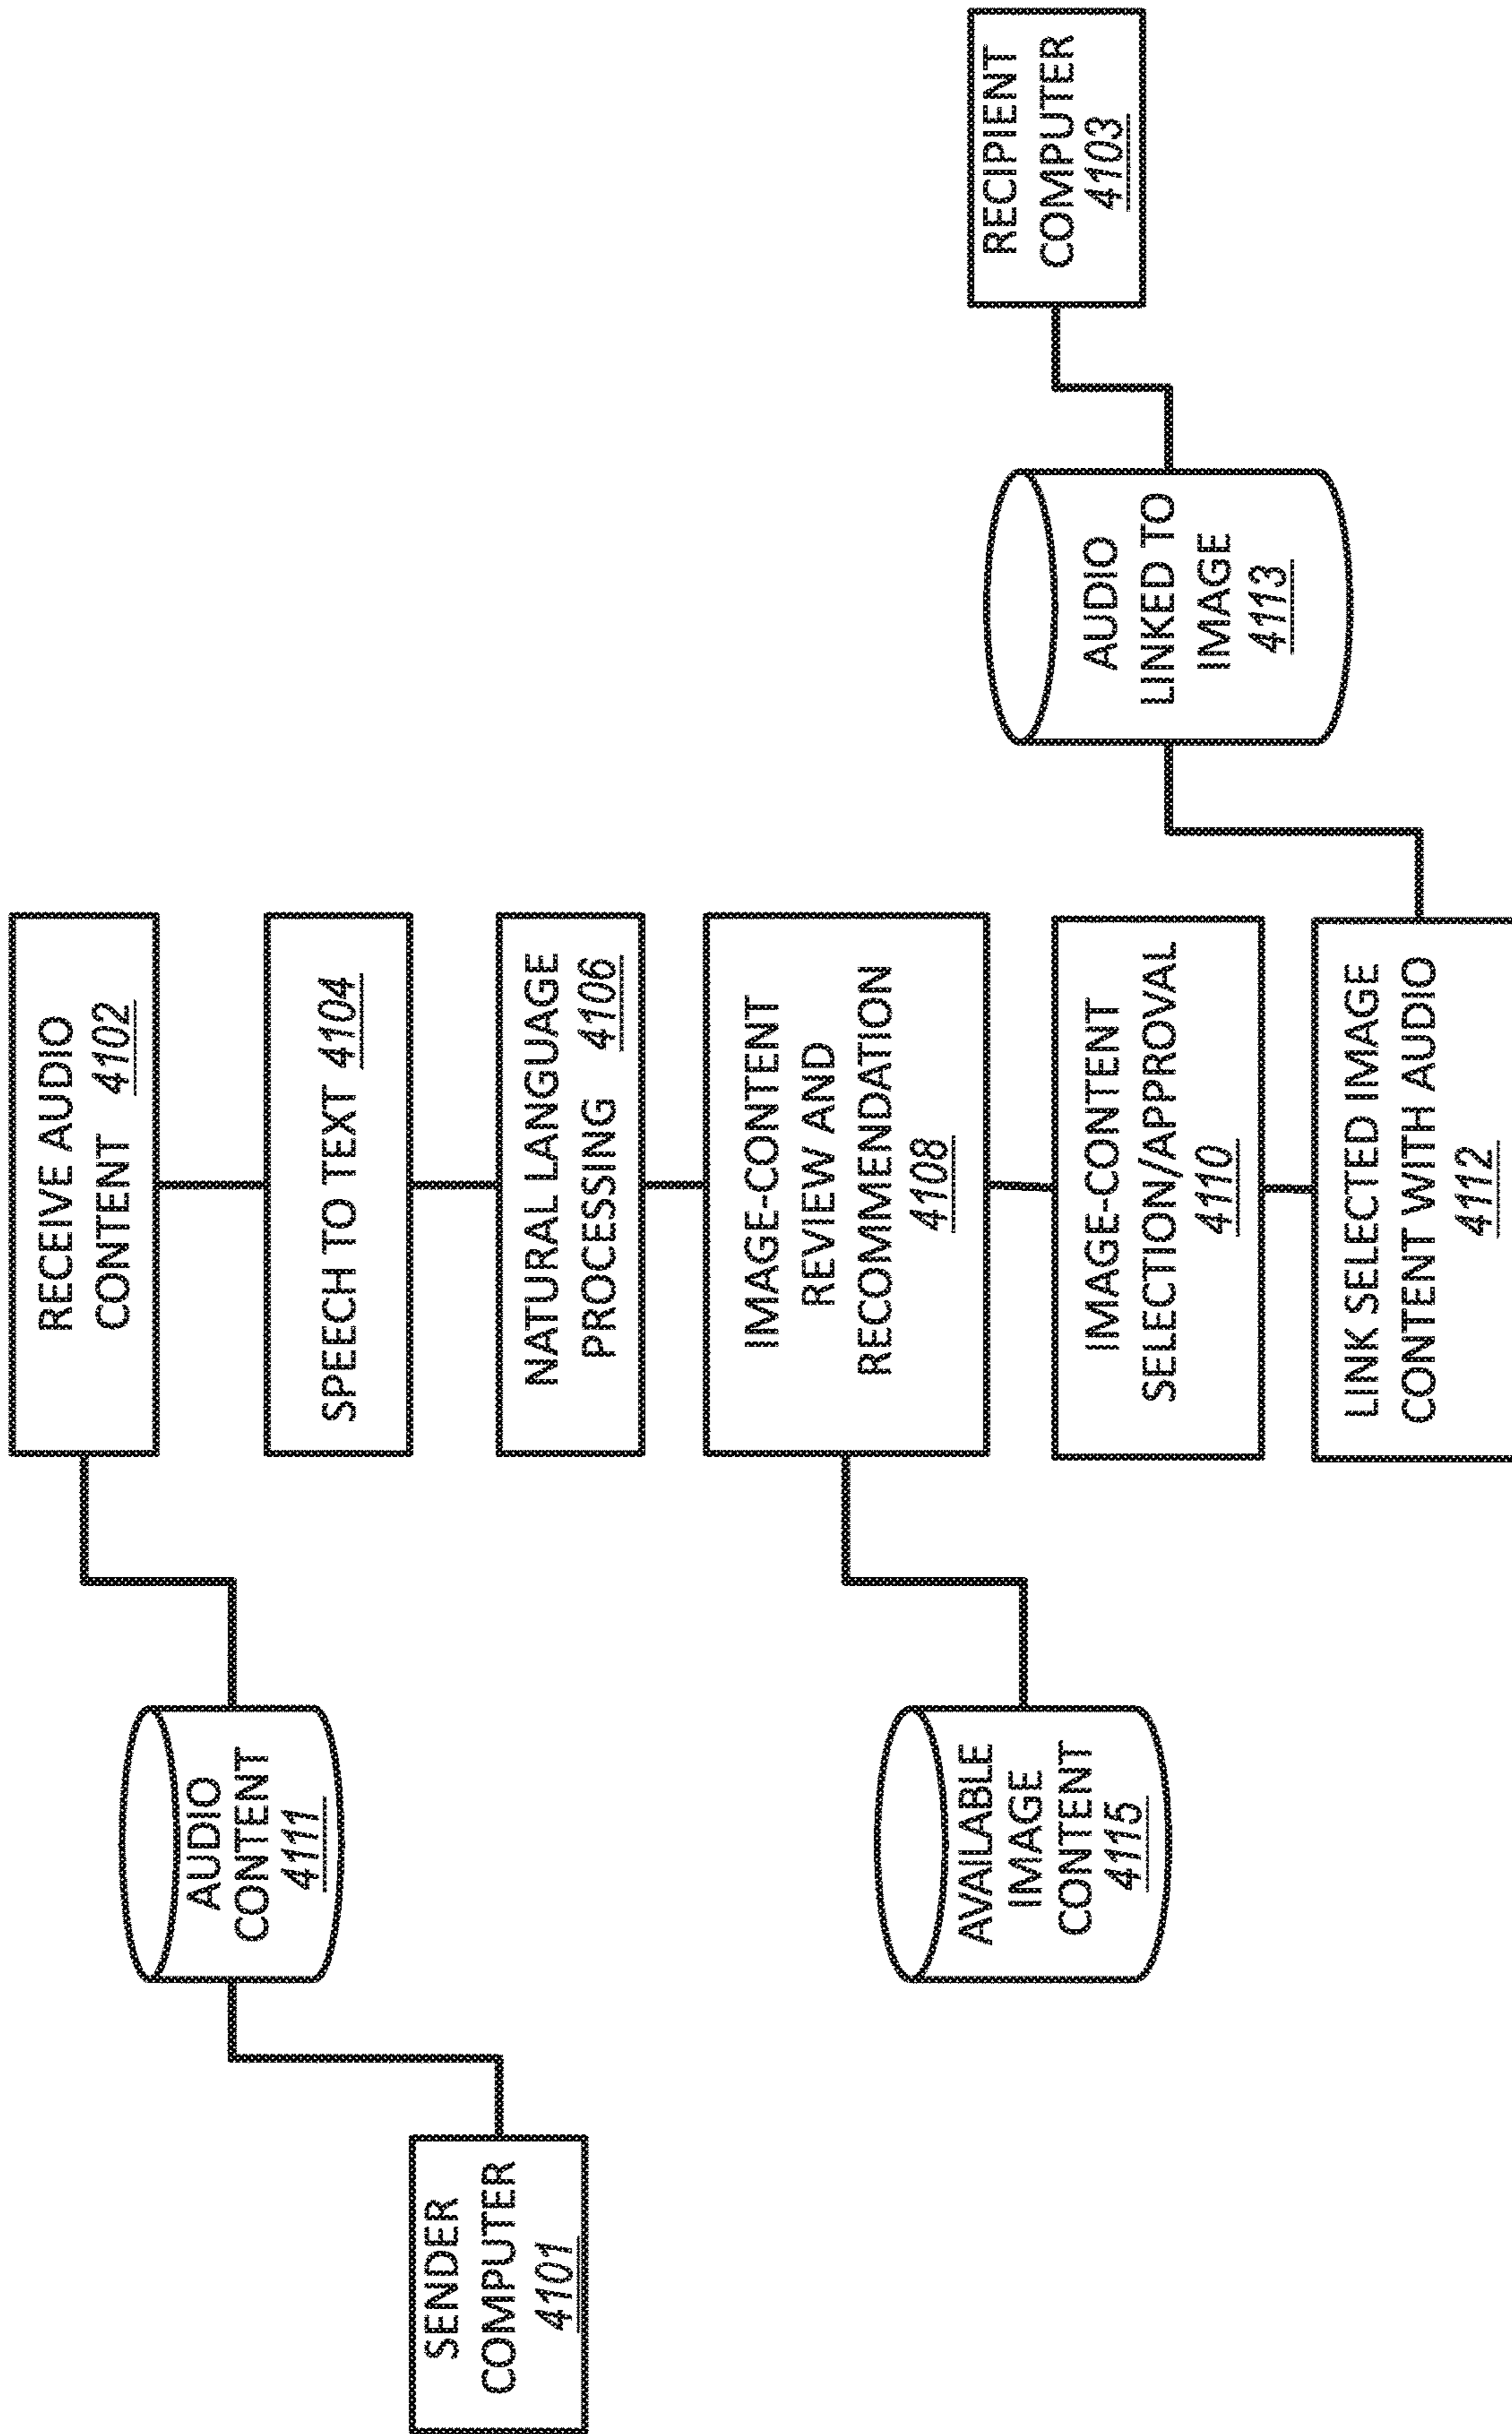 SENDER
COMPUTER
4101
AUDIO
CONTENT
4111
AVAILABLE
IMAGE
CONTENT
4115
RECEIVE AUDIO
CONTENT 4102
SPEECH TO TEXT 4104
NATURAL LANGUAGE
PROCESSING 4106
IMAGE-CONTENT
REVIEW AND
RECOMMENDATION
4108
IMAGE-CONTENT
SELECTION/APPROVAL
4110
LINK SELECTED IMAGE
CONTENT WITH AUDIO
4112
AUDIO
LINKED TO
IMAGE
4113
RECIPIENT
COMPUTER
4103